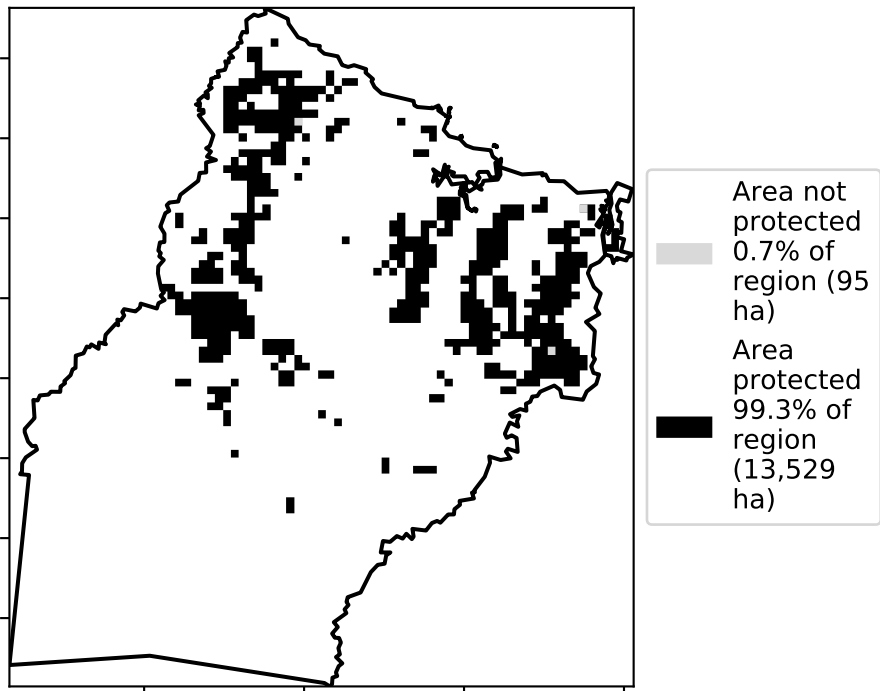 Area not
protected
0.7% of
region (95
ha)
Area
protected
99.3% of
region
(13,529
ha)